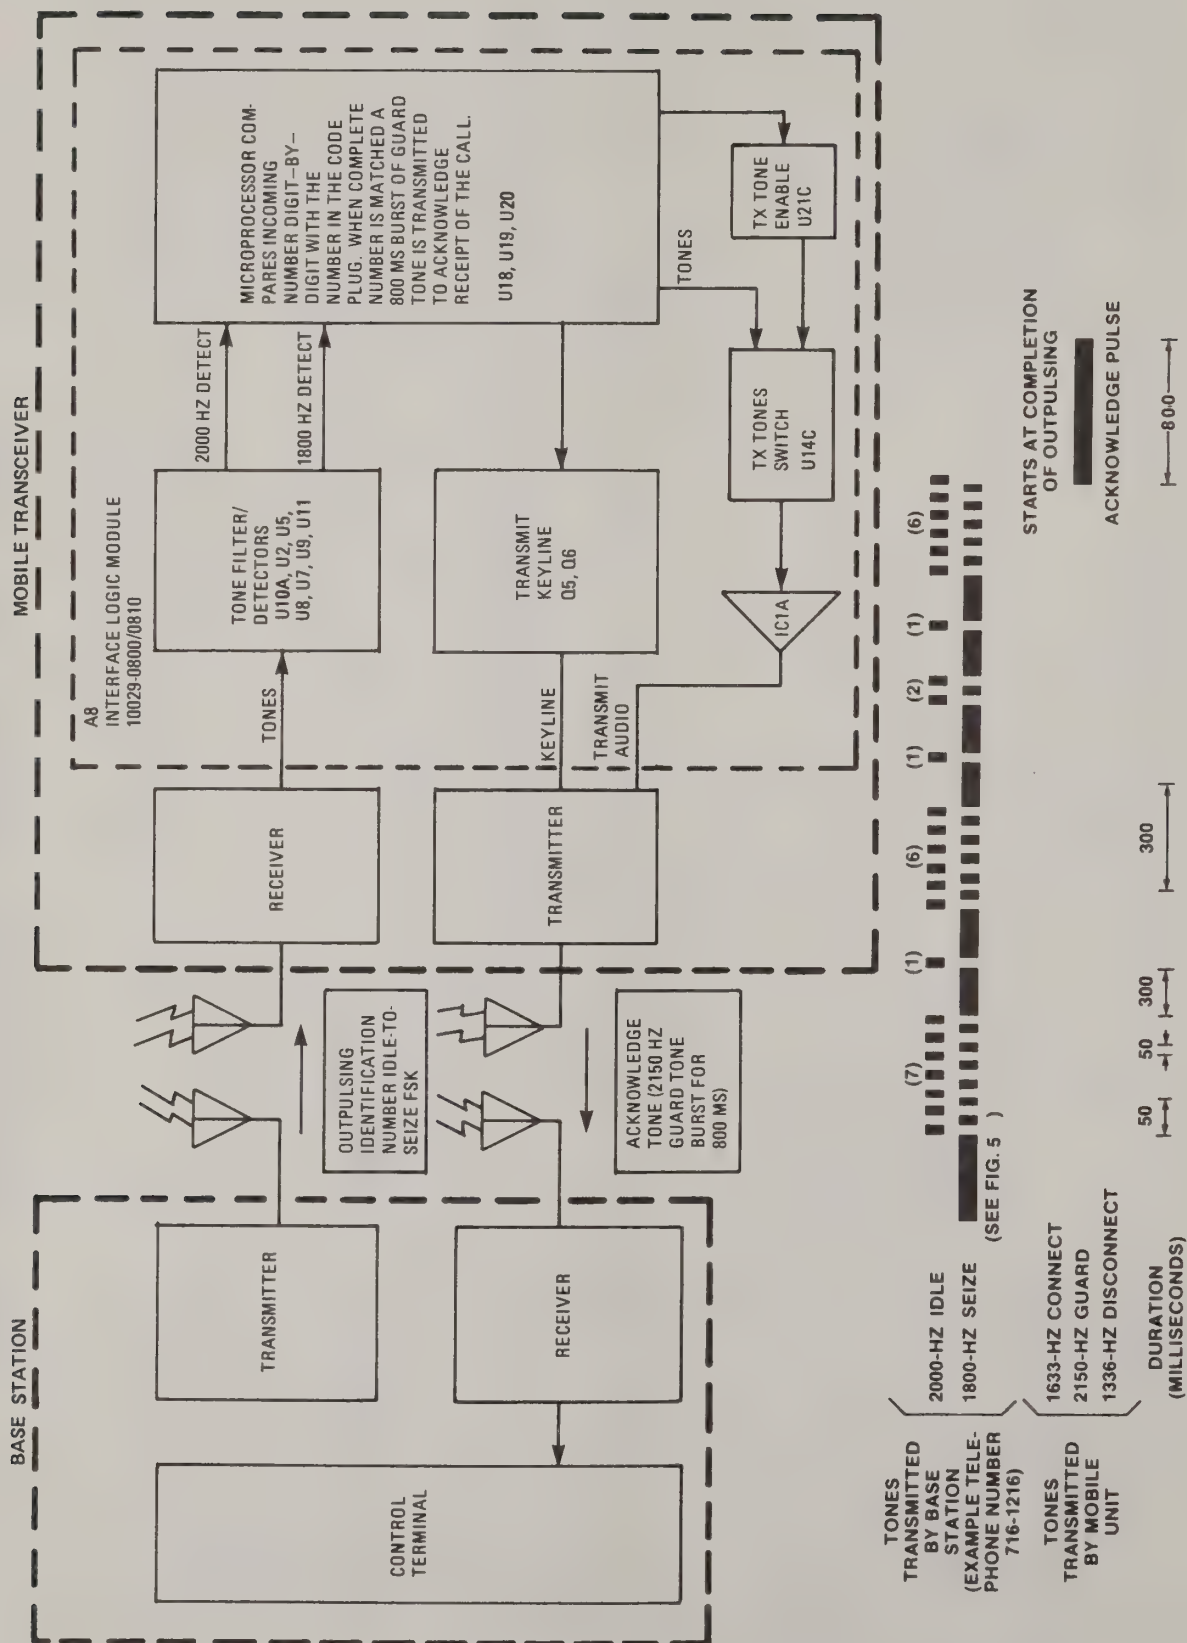 MOBILE TRANSCEIVER
BASE STATION
A8
INTERFACE LOGIC MODULE
10029-0800/0810
CONTROL
TERMINAL
TRANSMITTER
RECEIVER
OUTPULSING
IDENTIFICATION
NUMBER IDLE-TO-
SEIZE FSK
ACKNOWLEDGE
TONE (2150 HZ
GUARD TONE
BURST FOR
800 MS)
RECEIVER
TRANSMITTER
TONES
KEYLINE
TRANSMIT
AUDIO
TONE FILTER/
DETECTORS
U10A, U2, U5,
U8, U7, U9, U11
2000 HZ DETECT
1800 HZ DETECT
TRANSMIT
KEYLINE
Q5, Q6
MICROPROCESSOR COM-
PARES INCOMING
NUMBER DIGIT-BY-
DIGIT WITH THE
NUMBER IN THE CODE
PLUG. WHEN COMPLETE
NUMBER IS MATCHED A
800 MS BURST OF GUARD
TONE IS TRANSMITTED
TO ACKNOWLEDGE
RECEIPT OF THE CALL.
U18, U19, U20
TONES
TX TONE
ENABLE
U21C
TX TONES
SWITCH
U14C
IC1A
TONES
TRANSMITTED
BY BASE
STATION
(EXAMPLE TELE-
PHONE NUMBER
716-1216)
2000-HZ IDLE
1800-HZ SEIZE
(SEE FIG. 5 )
(7) (1) (6) (1) (2) (1) (6)
TONES
TRANSMITTED
BY MOBILE
UNIT
1633-HZ CONNECT
2150-HZ GUARD
1336-HZ DISCONNECT
STARTS AT COMPLETION
OF OUTPULSING
ACKNOWLEDGE PULSE
DURATION
(MILLISECONDS)
50 50 300 300 800